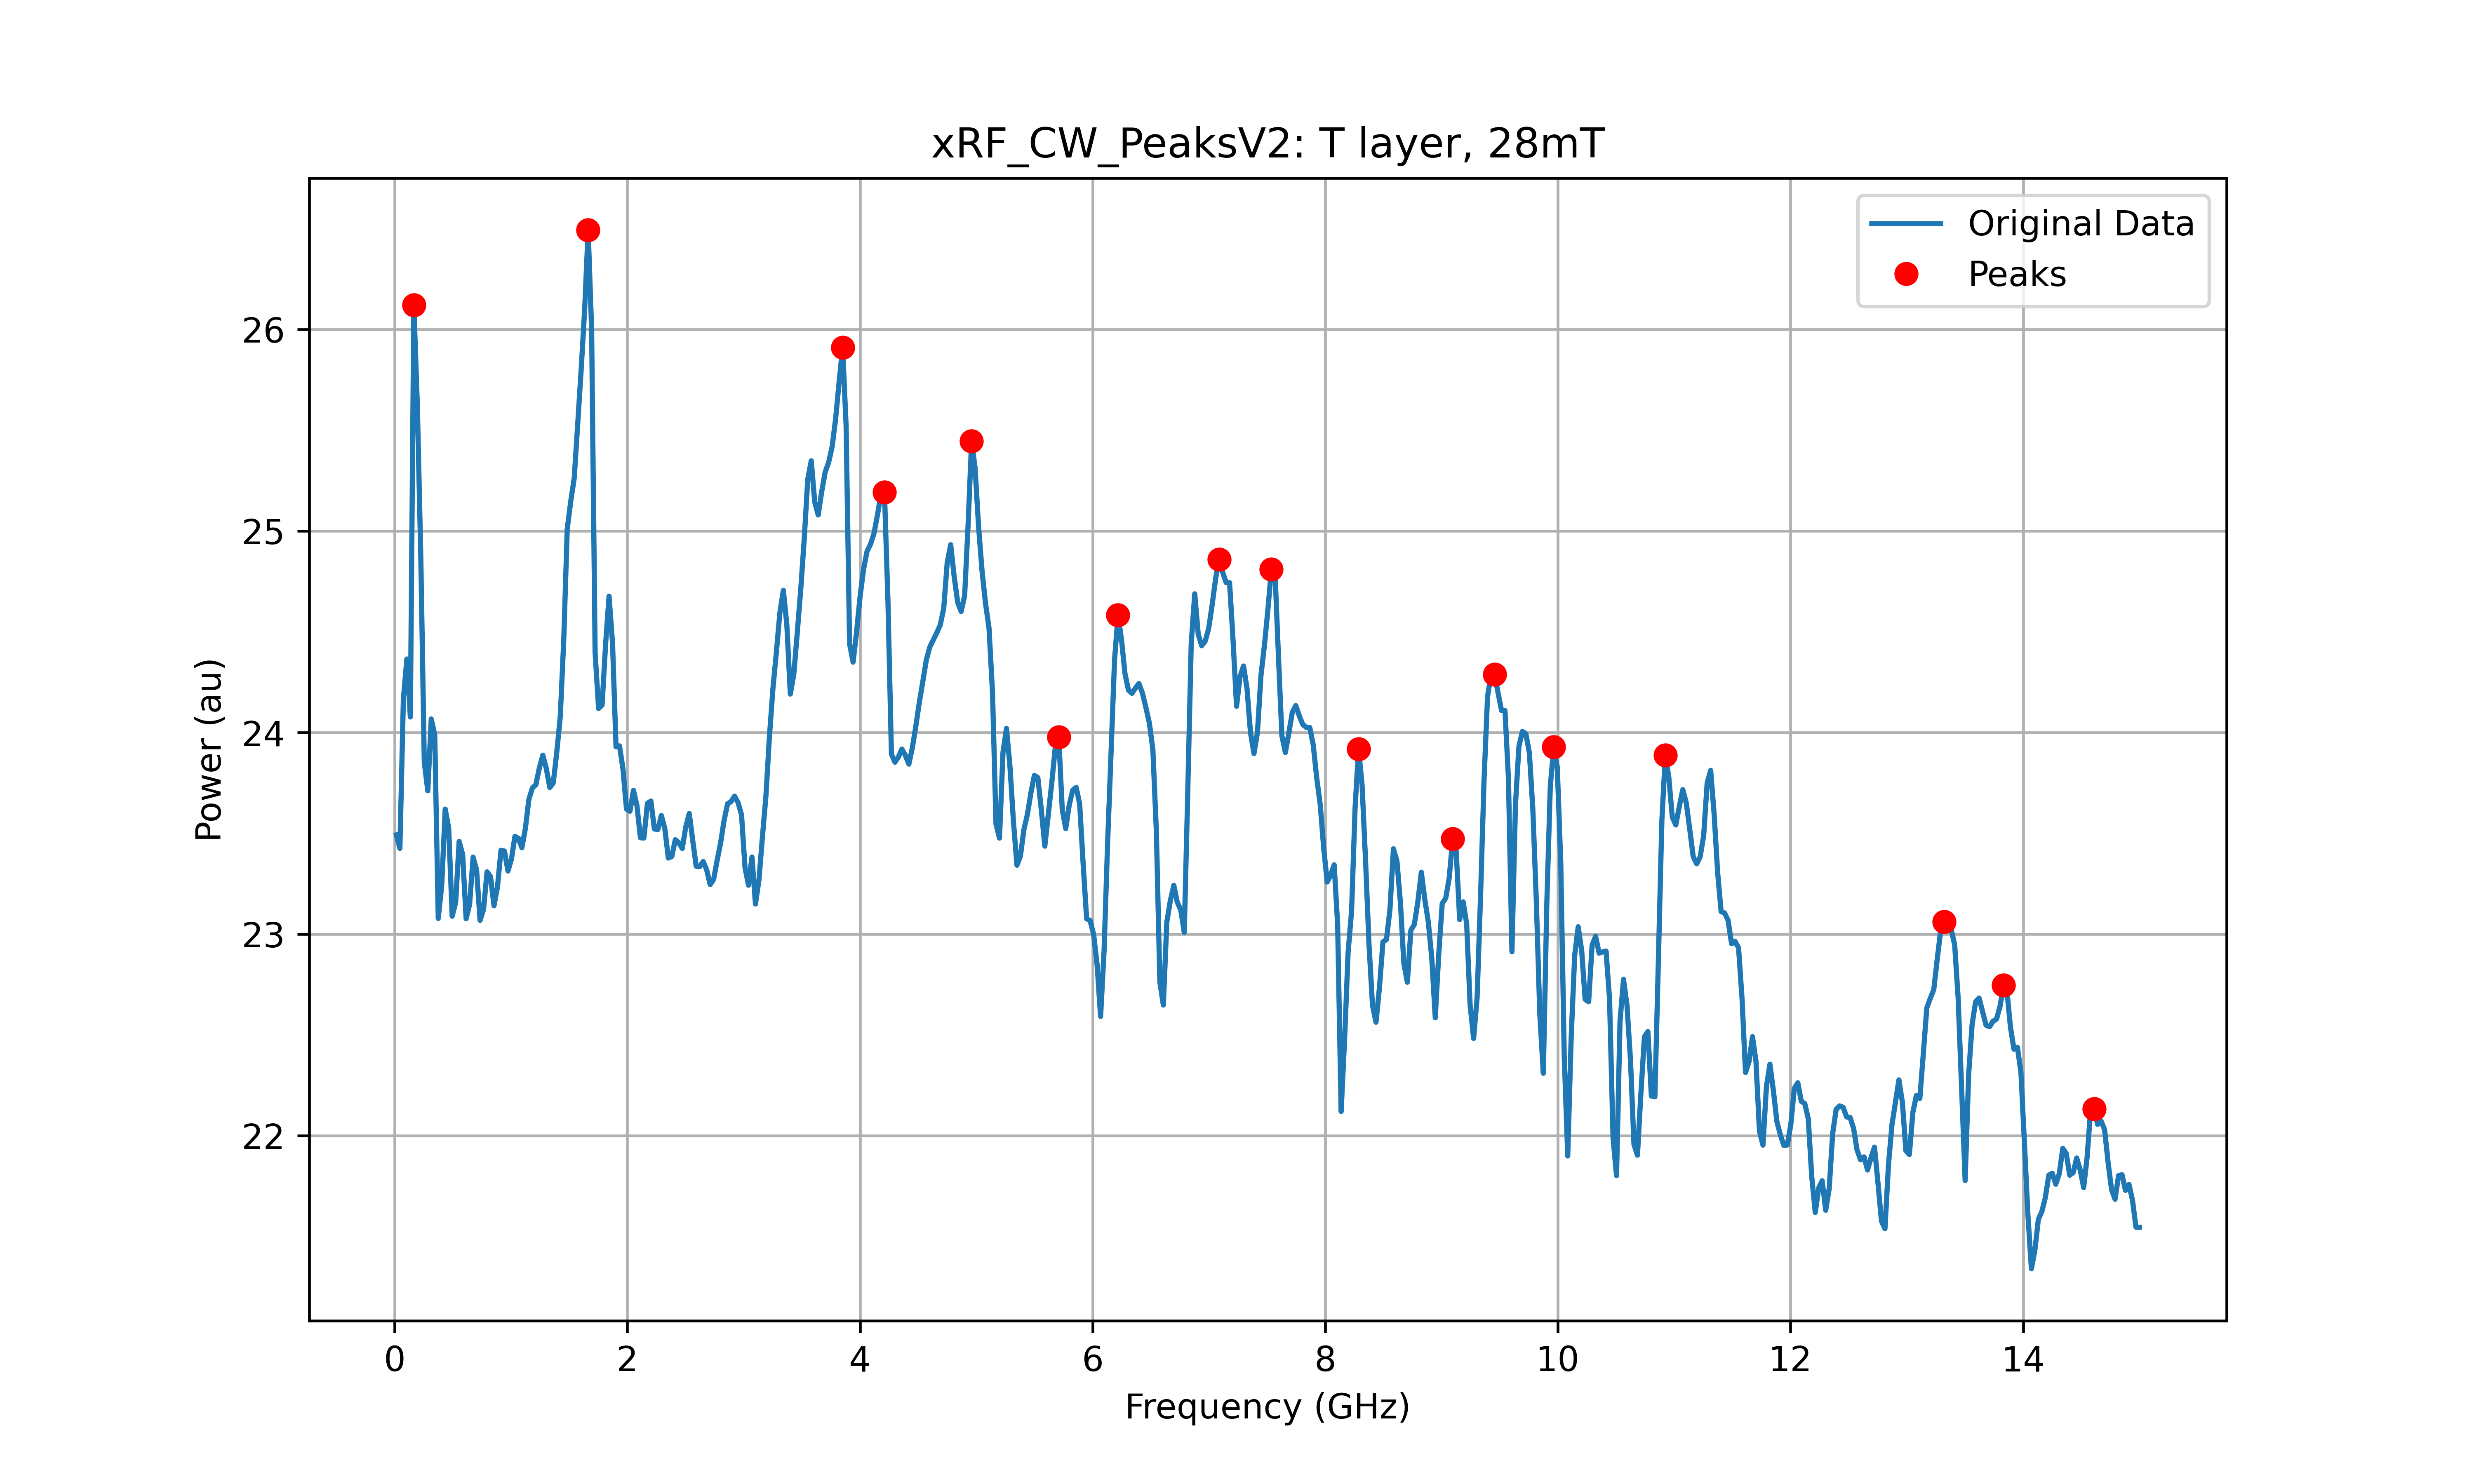 xRF_CW_PeaksV2: T layer, 28mT
Original Data
Peaks
26
25
24
23
22
Power (au)
0 2 4 6 8 10 12 14
Frequency (GHz)